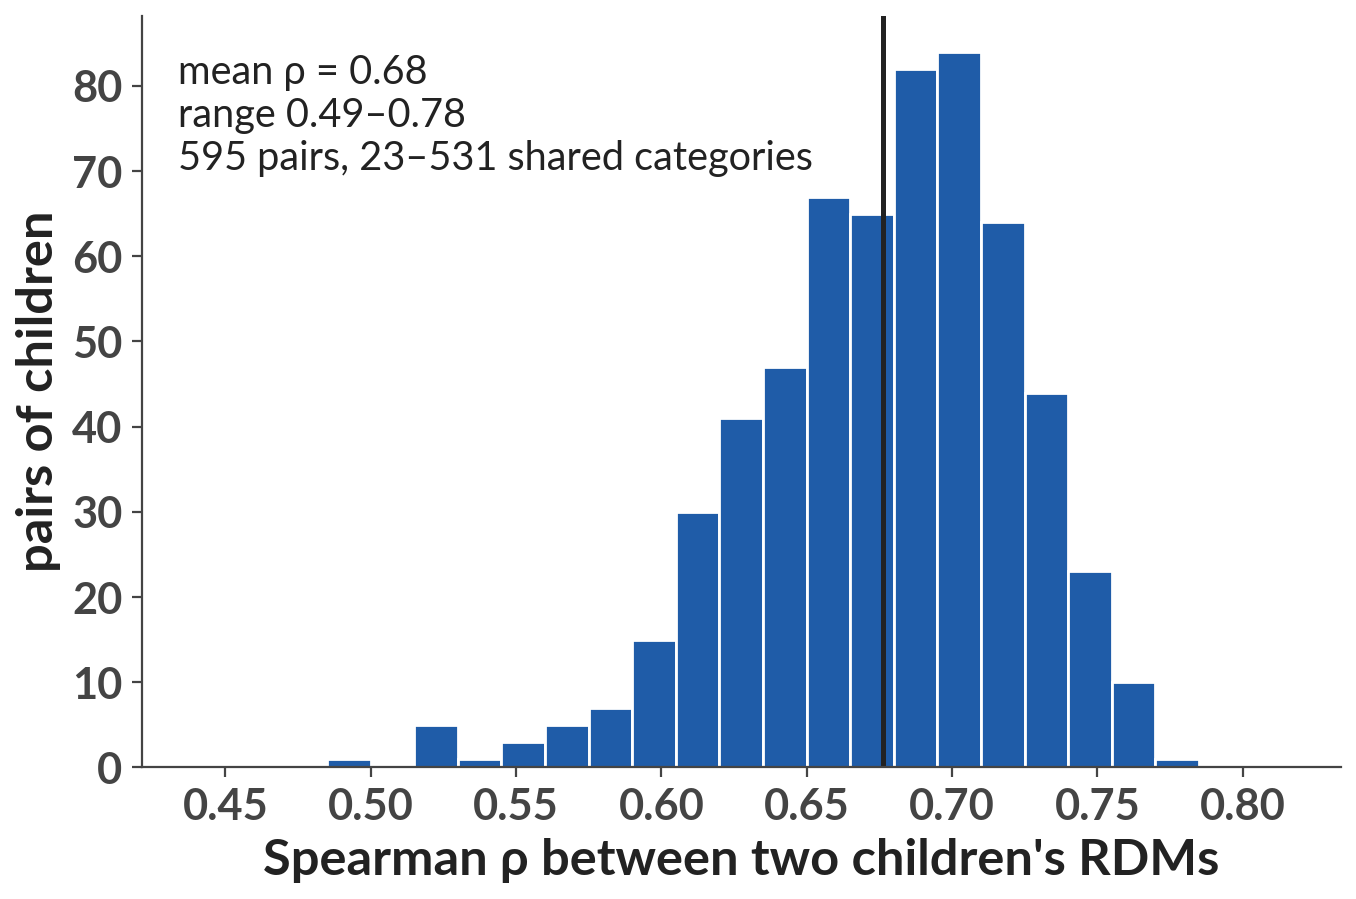 mean ρ = 0.68
range 0.49–0.78
595 pairs, 23–531 shared categories
pairs of children
80
70
60
50
40
30
20
10
0
0.45 0.50 0.55 0.60 0.65 0.70 0.75 0.80
Spearman ρ between two children's RDMs